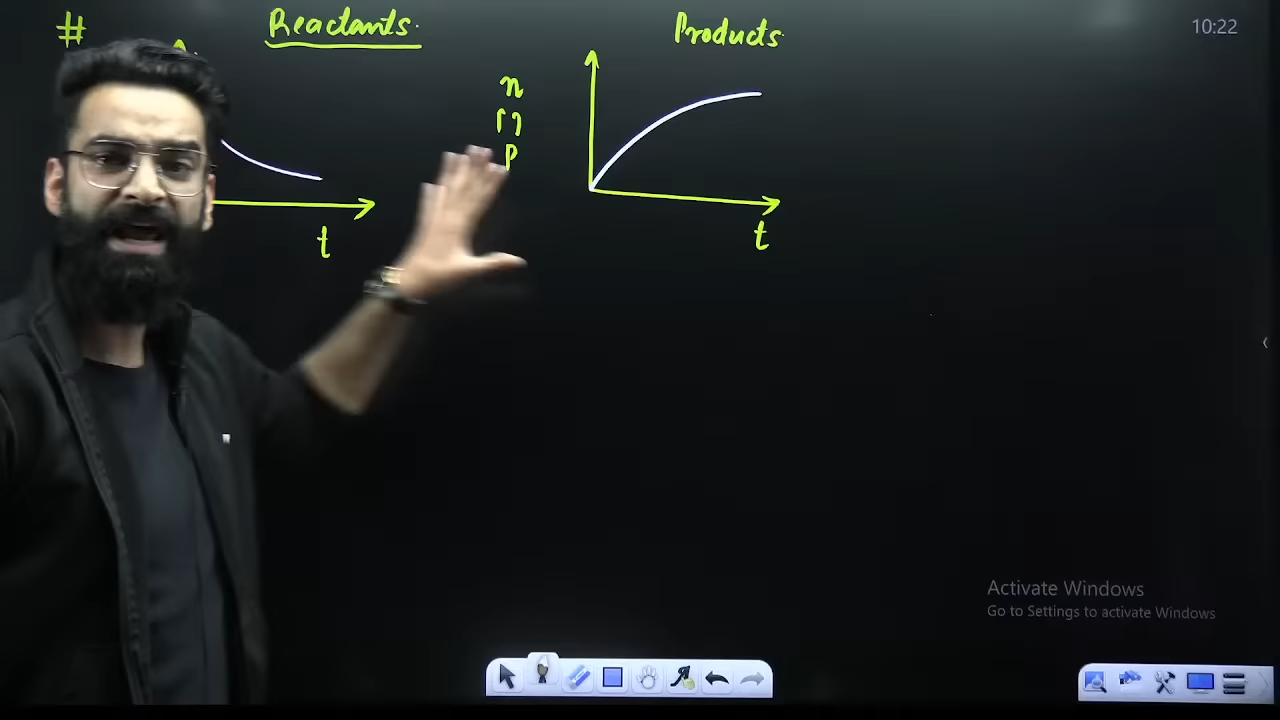 # Reactants. Products
10:22
n
[ ]
P
t
t
Activate Windows
Go to Settings to activate Windows